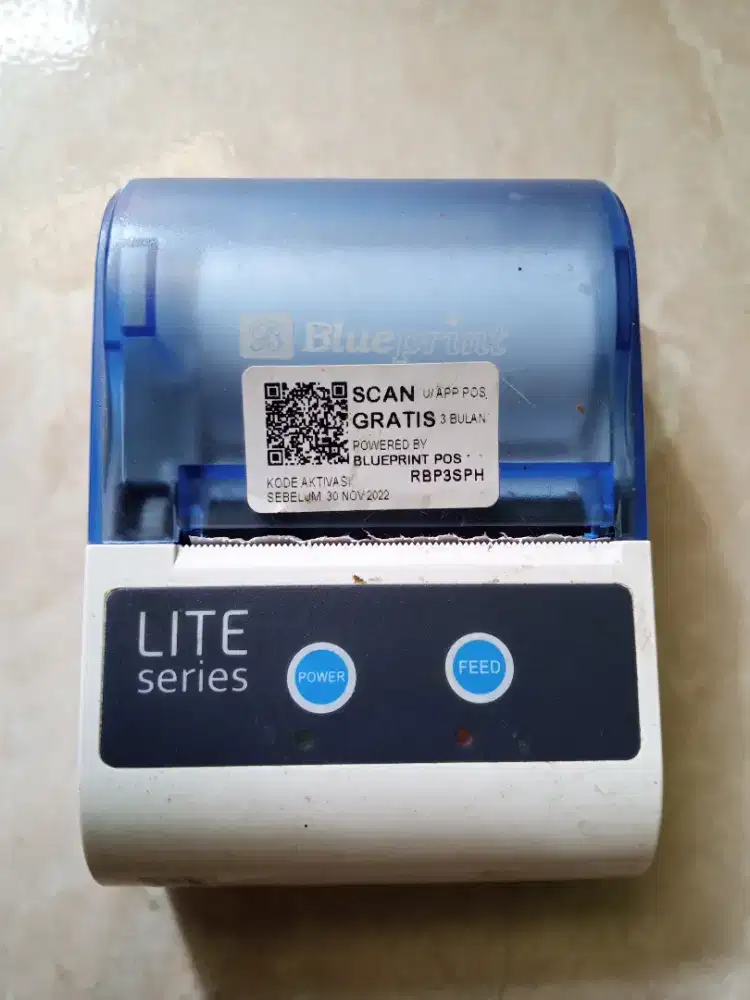 Blueprint
SCAN U/ APP POS,
GRATIS 3 BULAN
POWERED BY
BLUEPRINT POS
KODE AKTIVASI RBP3SPH
SEBELUM 30 NOV 2022
LITE
series
POWER
FEED